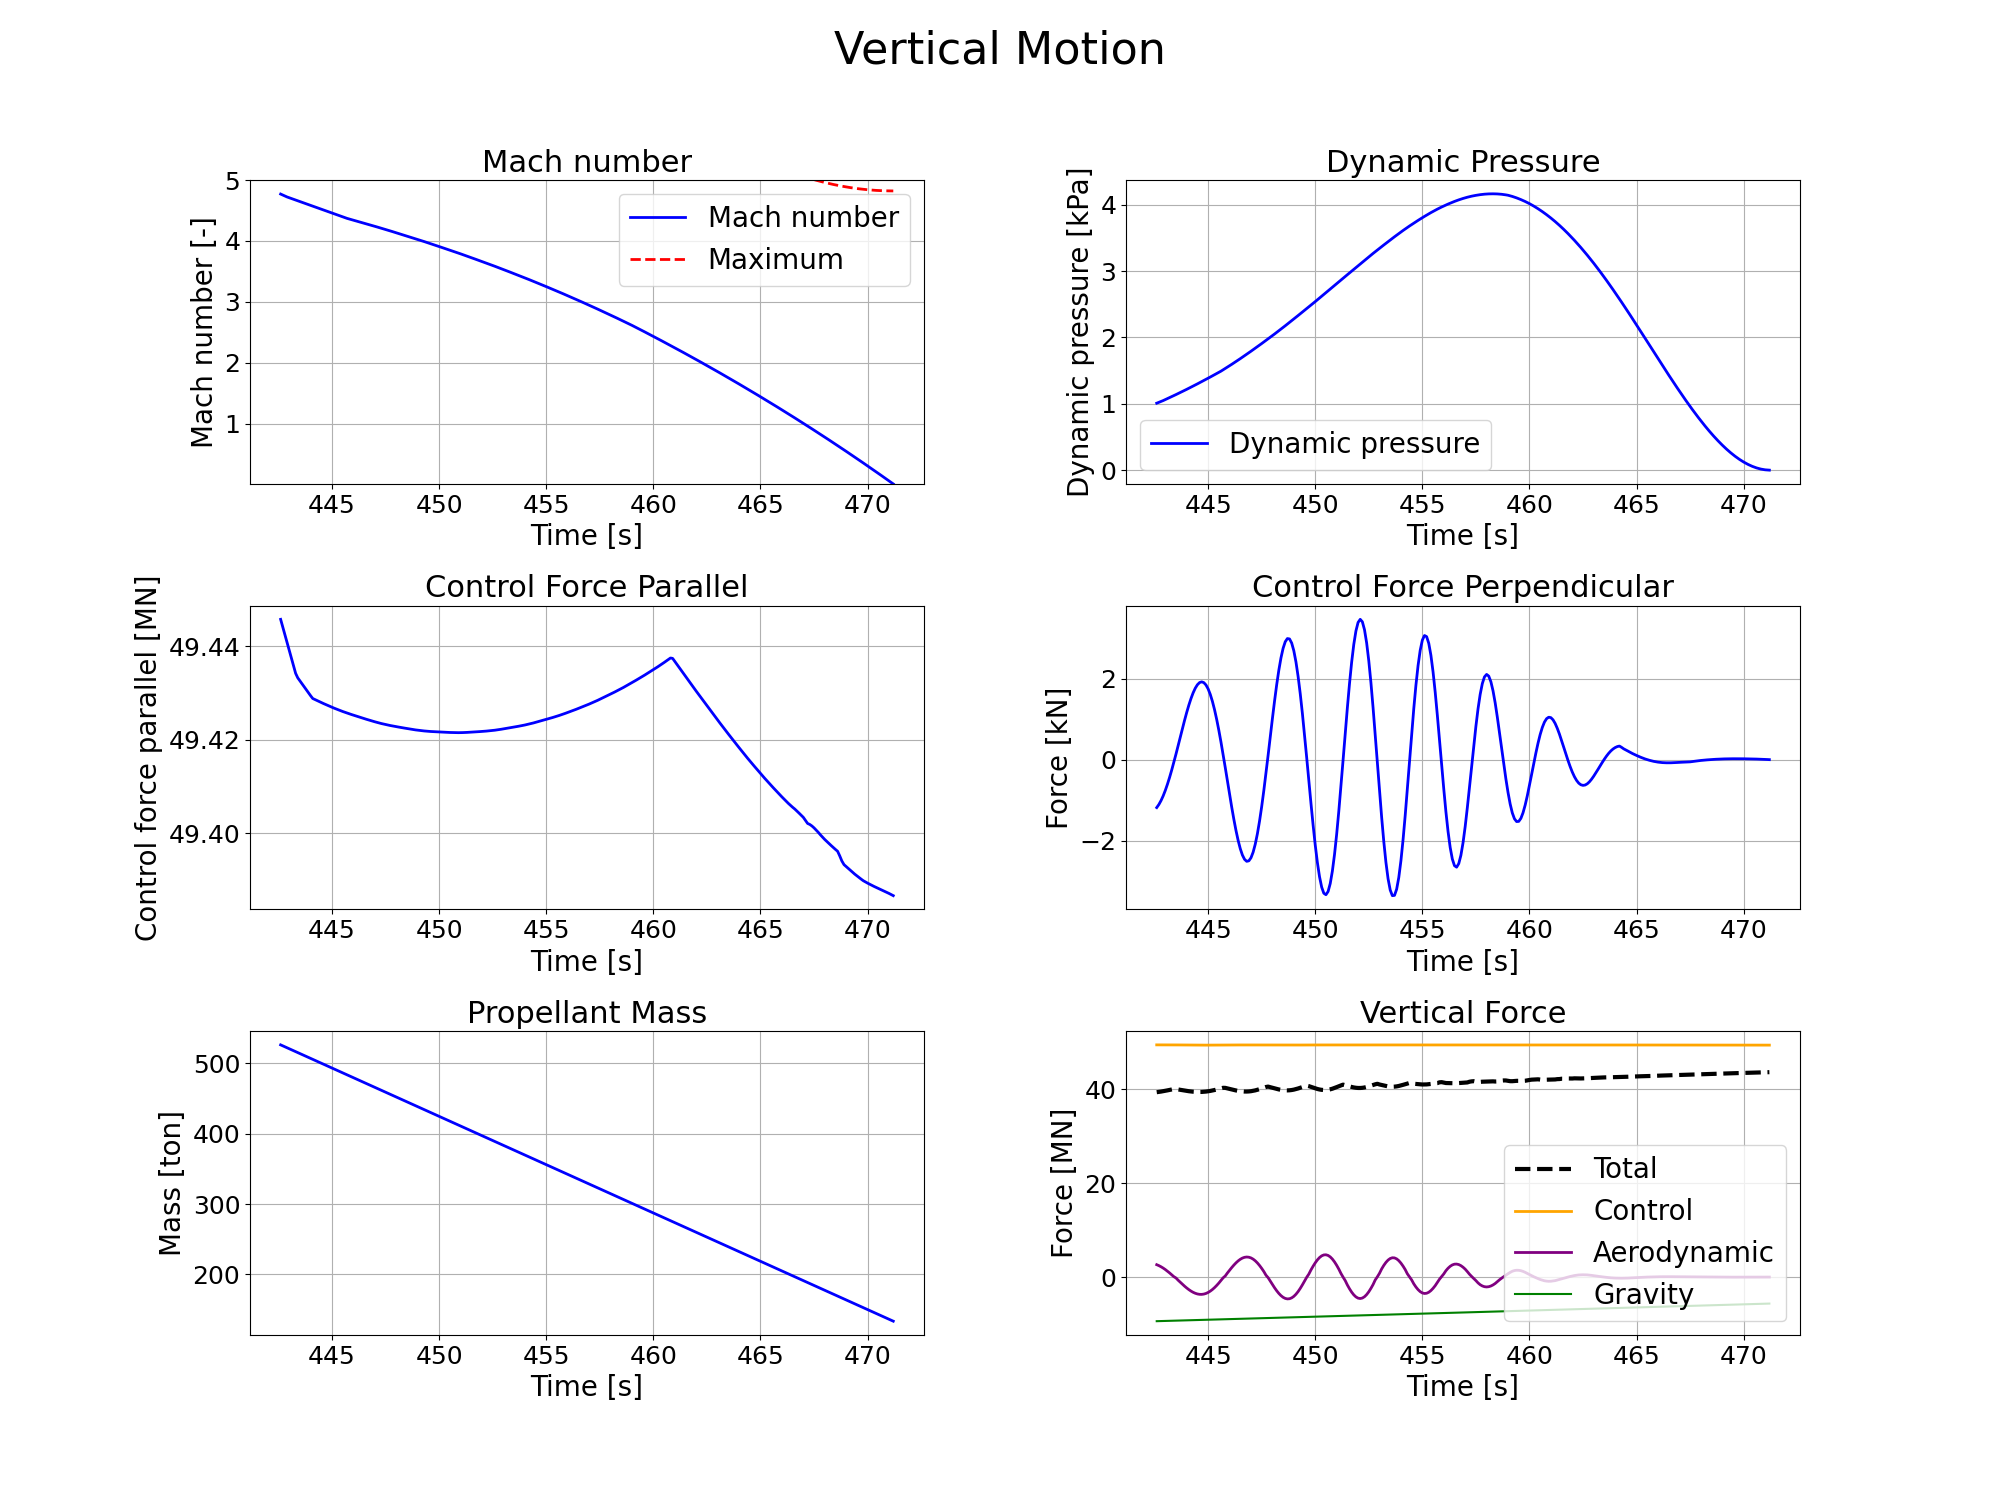 Vertical Motion
Mach number
Mach number [-]
5
4
3
2
1
Mach number
Maximum
445 450 455 460 465 470
Time [s]
Dynamic Pressure
Dynamic pressure [kPa]
4
3
2
1
0
Dynamic pressure
445 450 455 460 465 470
Time [s]
Control Force Parallel
Control force parallel [MN]
49.44
49.42
49.40
445 450 455 460 465 470
Time [s]
Control Force Perpendicular
Force [kN]
2
0
−2
445 450 455 460 465 470
Time [s]
Propellant Mass
Mass [ton]
500
400
300
200
445 450 455 460 465 470
Time [s]
Vertical Force
Force [MN]
40
20
0
Total
Control
Aerodynamic
Gravity
445 450 455 460 465 470
Time [s]